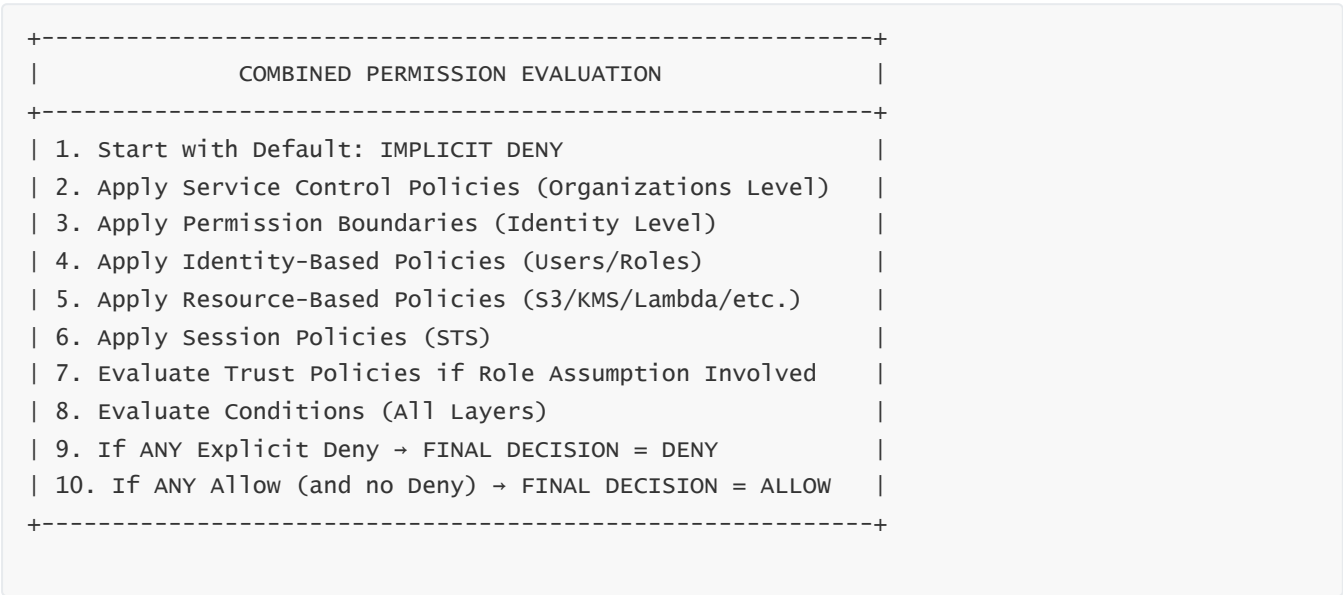 +-----------------------------------------------------------+
|              COMBINED PERMISSION EVALUATION               |
+-----------------------------------------------------------+
| 1. Start with Default: IMPLICIT DENY                      |
| 2. Apply Service Control Policies (Organizations Level)   |
| 3. Apply Permission Boundaries (Identity Level)           |
| 4. Apply Identity-Based Policies (Users/Roles)            |
| 5. Apply Resource-Based Policies (S3/KMS/Lambda/etc.)     |
| 6. Apply Session Policies (STS)                           |
| 7. Evaluate Trust Policies if Role Assumption Involved    |
| 8. Evaluate Conditions (All Layers)                       |
| 9. If ANY Explicit Deny → FINAL DECISION = DENY           |
| 10. If ANY Allow (and no Deny) → FINAL DECISION = ALLOW   |
+-----------------------------------------------------------+